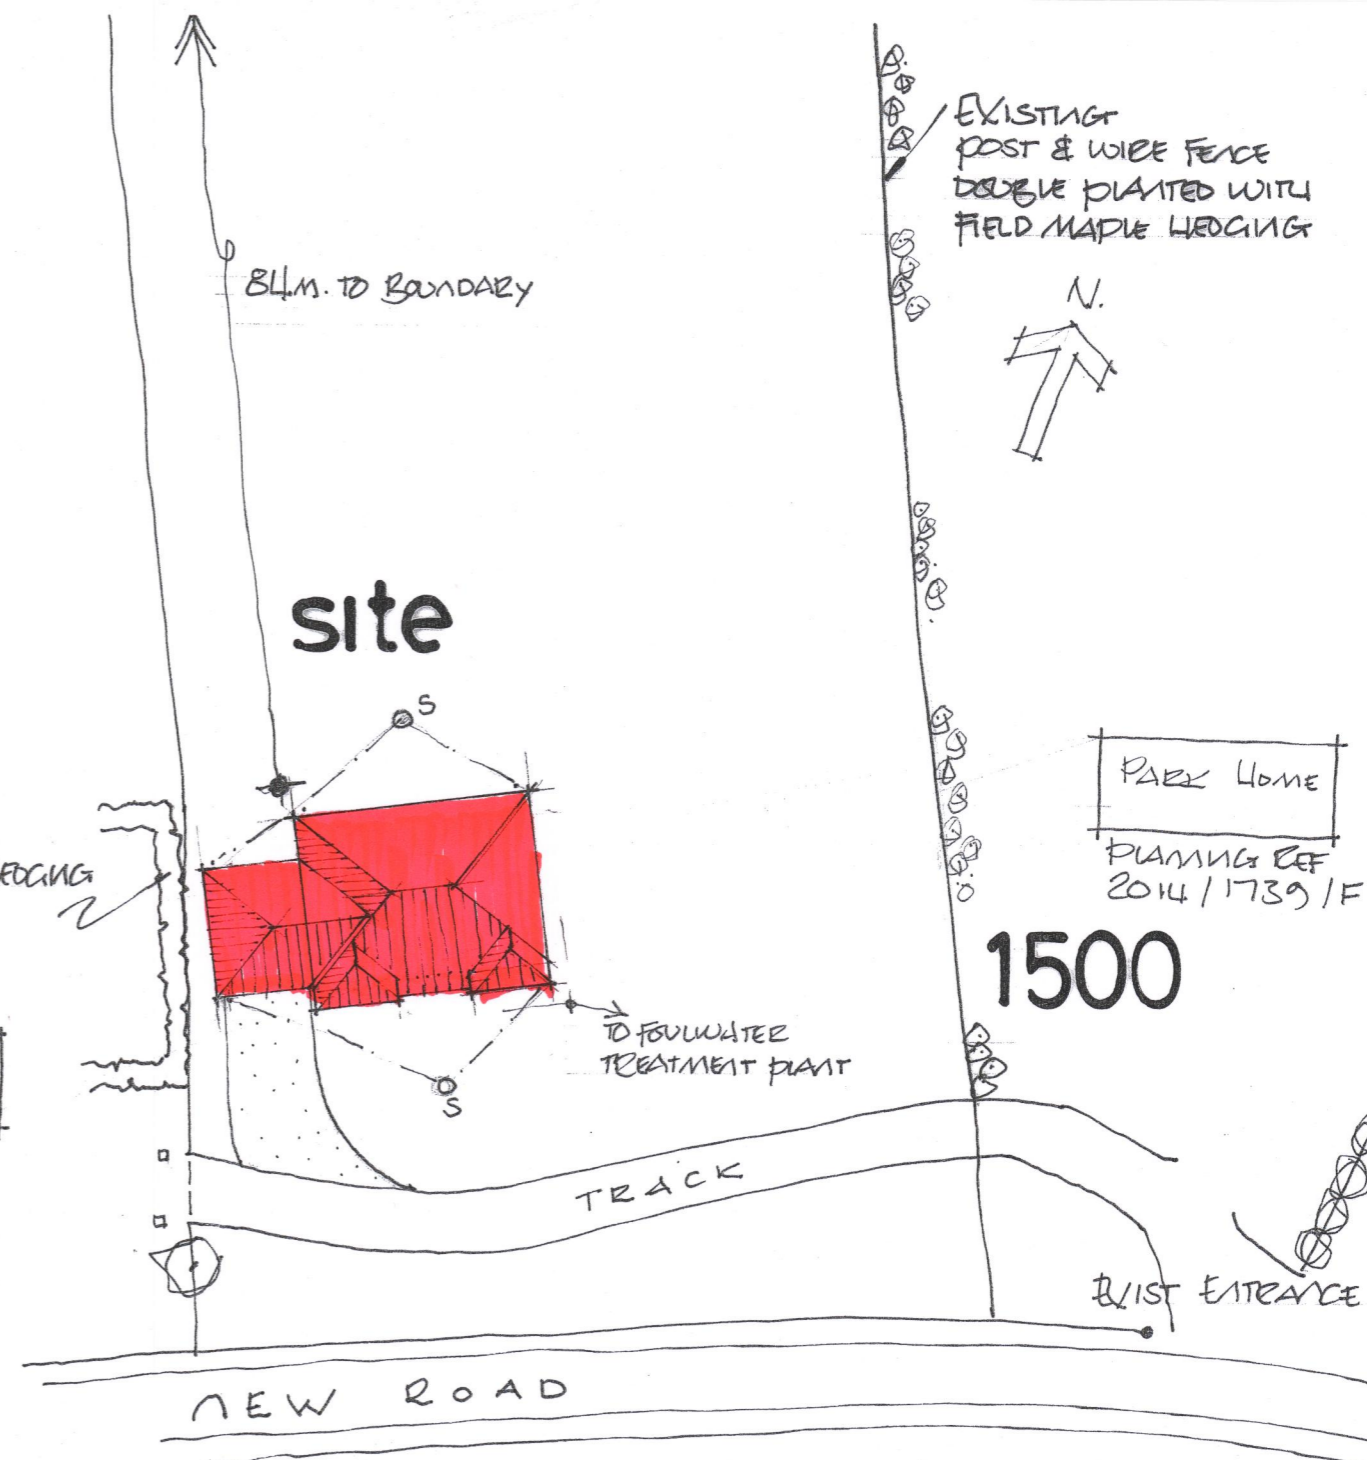 EXISTING
POST & WIRE FENCE
DOUBLE PLANTED WITH
FIELD MAPLE HEDGING
N.
84M. TO BOUNDARY
site
S
PARK HOME
PLANNING REF
2014/1739/F
EDGING
1500
TO FOULWATER
TREATMENT PLANT
S
TRACK
EXIST ENTRANCE
NEW ROAD